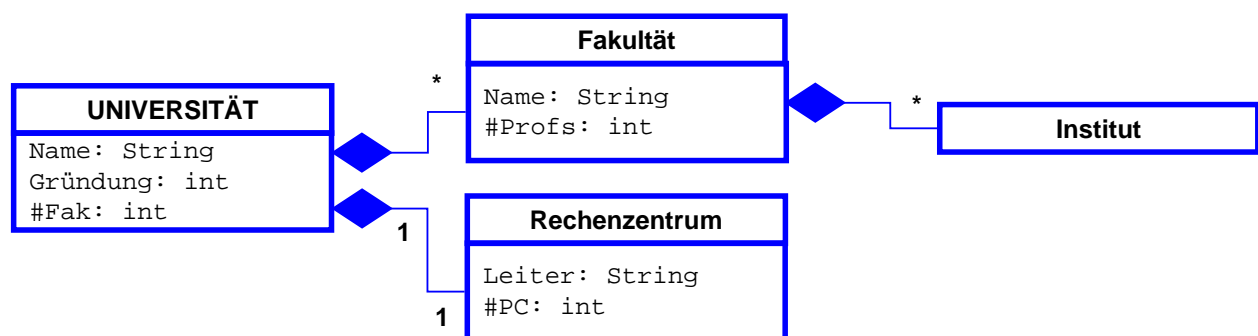 UNIVERSITÄT
Name: String
Gründung: int
#Fak: int
*
Fakultät
Name: String
#Profs: int
*
Institut
1
1
Rechenzentrum
Leiter: String
#PC: int